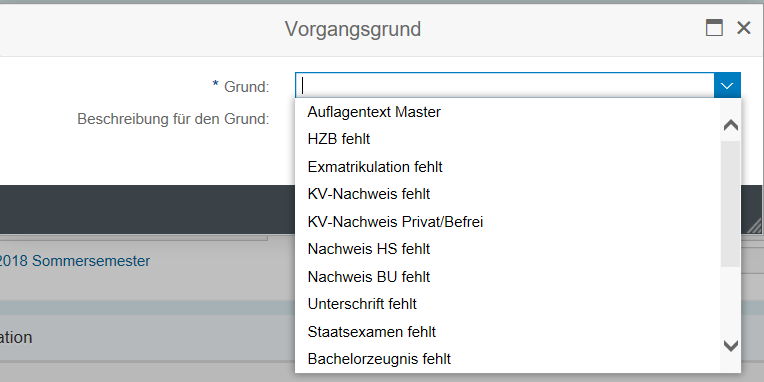 Vorgangsgrund
* Grund:
Beschreibung für den Grund:
Auflagentext Master
HZB fehlt
Exmatrikulation fehlt
KV-Nachweis fehlt
KV-Nachweis Privat/Befrei
Nachweis HS fehlt
Nachweis BU fehlt
Unterschrift fehlt
Staatsexamen fehlt
Bachelorzeugnis fehlt
2018 Sommersemester
ation